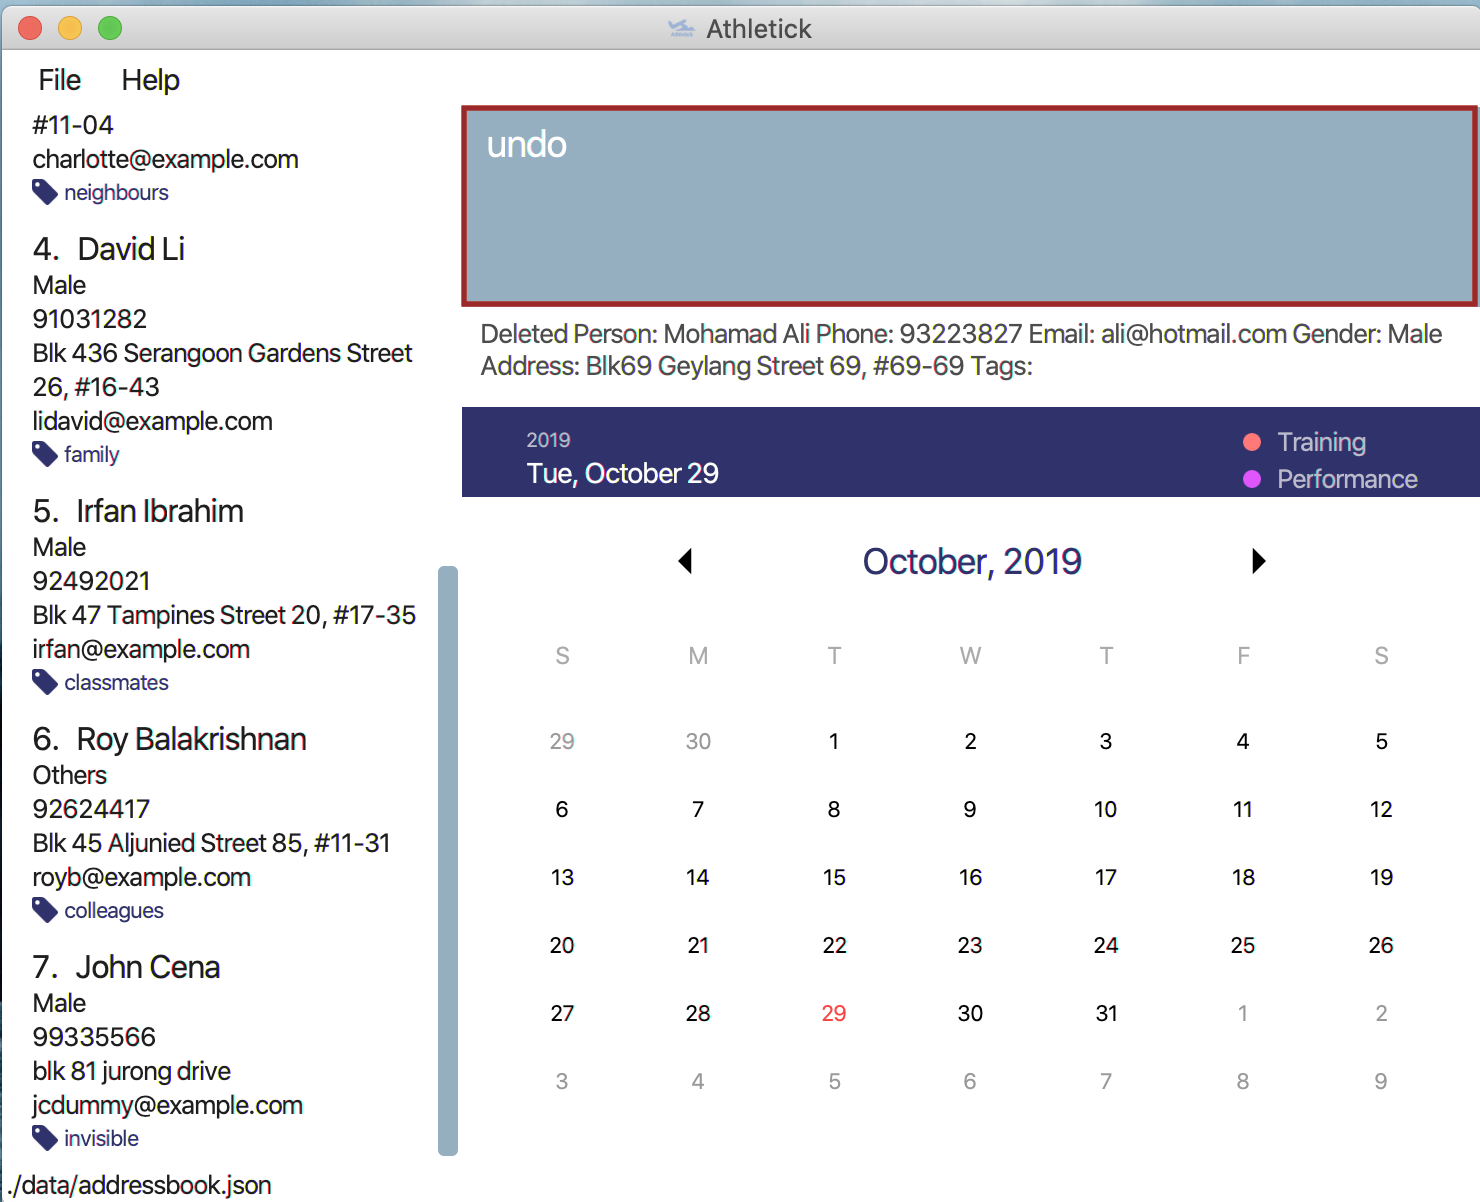 Athletick
File Help
#11-04
charlotte@example.com
neighbours
4. David Li
Male
91031282
Blk 436 Serangoon Gardens Street
26, #16-43
lidavid@example.com
family
5. Irfan Ibrahim
Male
92492021
Blk 47 Tampines Street 20, #17-35
irfan@example.com
classmates
6. Roy Balakrishnan
Others
92624417
Blk 45 Aljunied Street 85, #11-31
royb@example.com
colleagues
7. John Cena
Male
99335566
blk 81 jurong drive
jcdummy@example.com
invisible
./data/addressbook.json
undo
Deleted Person: Mohamad Ali Phone: 93223827 Email: ali@hotmail.com Gender: Male
Address: Blk69 Geylang Street 69, #69-69 Tags:
2019
Tue, October 29
Training
Performance
October, 2019
S M T W T F S
29 30 1 2 3 4 5
6 7 8 9 10 11 12
13 14 15 16 17 18 19
20 21 22 23 24 25 26
27 28 29 30 31 1 2
3 4 5 6 7 8 9